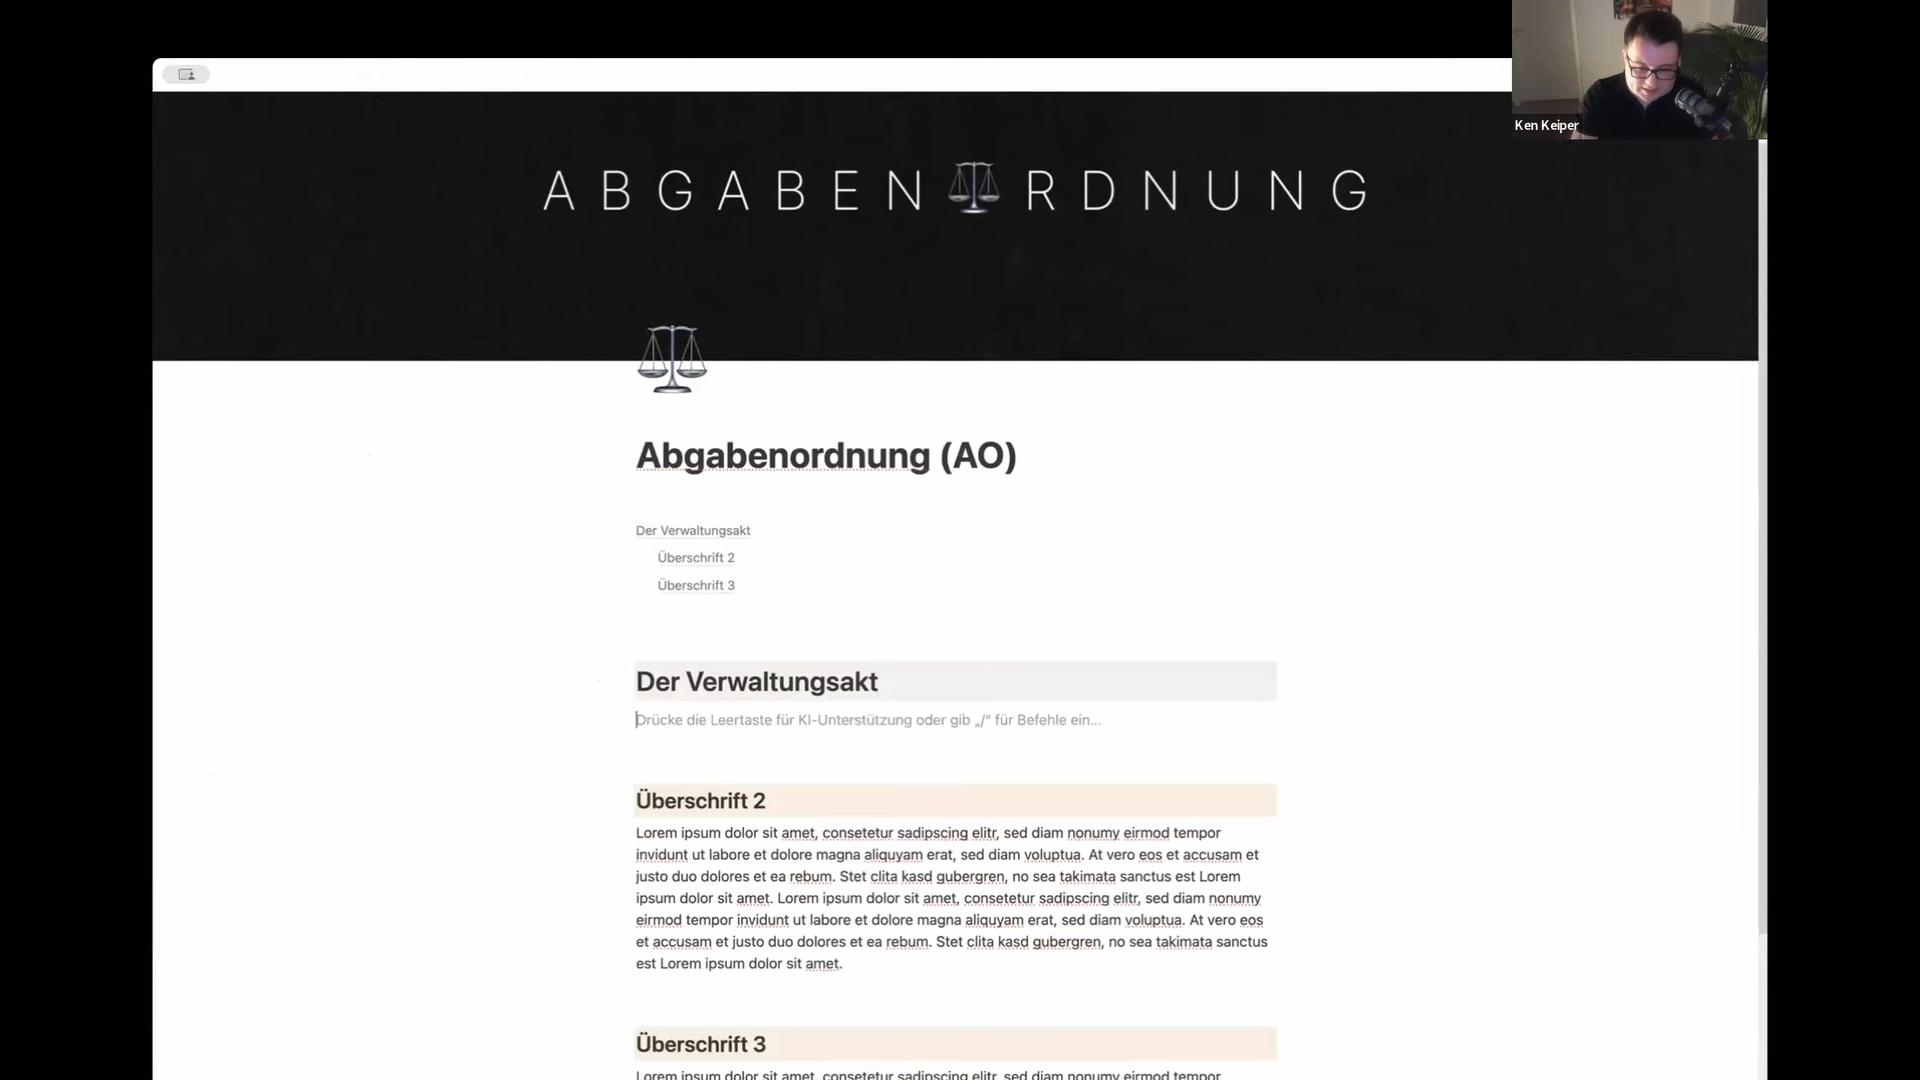 Ken Keiper
ABGABEN⚖RDNUNG
Abgabenordnung (AO)
Der Verwaltungsakt
Überschrift 2
Überschrift 3
Der Verwaltungsakt
Drücke die Leertaste für KI-Unterstützung oder gib „/“ für Befehle ein...
Überschrift 2
Lorem ipsum dolor sit amet, consetetur sadipscing elitr, sed diam nonumy eirmod tempor
invidunt ut labore et dolore magna aliquyam erat, sed diam voluptua. At vero eos et accusam et
justo duo dolores et ea rebum. Stet clita kasd gubergren, no sea takimata sanctus est Lorem
ipsum dolor sit amet. Lorem ipsum dolor sit amet, consetetur sadipscing elitr, sed diam nonumy
eirmod tempor invidunt ut labore et dolore magna aliquyam erat, sed diam voluptua. At vero eos
et accusam et justo duo dolores et ea rebum. Stet clita kasd gubergren, no sea takimata sanctus
est Lorem ipsum dolor sit amet.
Überschrift 3
Lorem ipsum dolor sit amet, consetetur sadipscing elitr, sed diam nonumy eirmod tempor